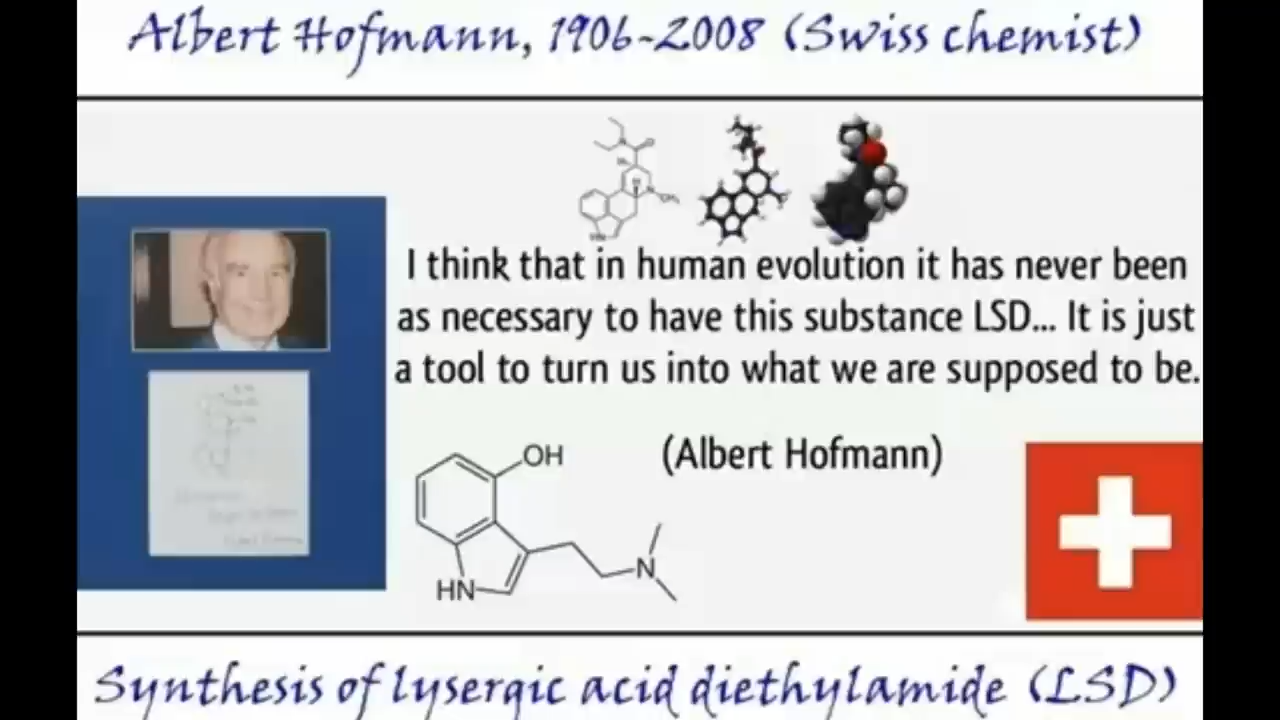 Albert Hofmann, 1906-2008 (Swiss chemist)
I think that in human evolution it has never been
as necessary to have this substance LSD... It is just
a tool to turn us into what we are supposed to be.
(Albert Hofmann)
OH
N
HN
Synthesis of lysergic acid diethylamide (LSD)